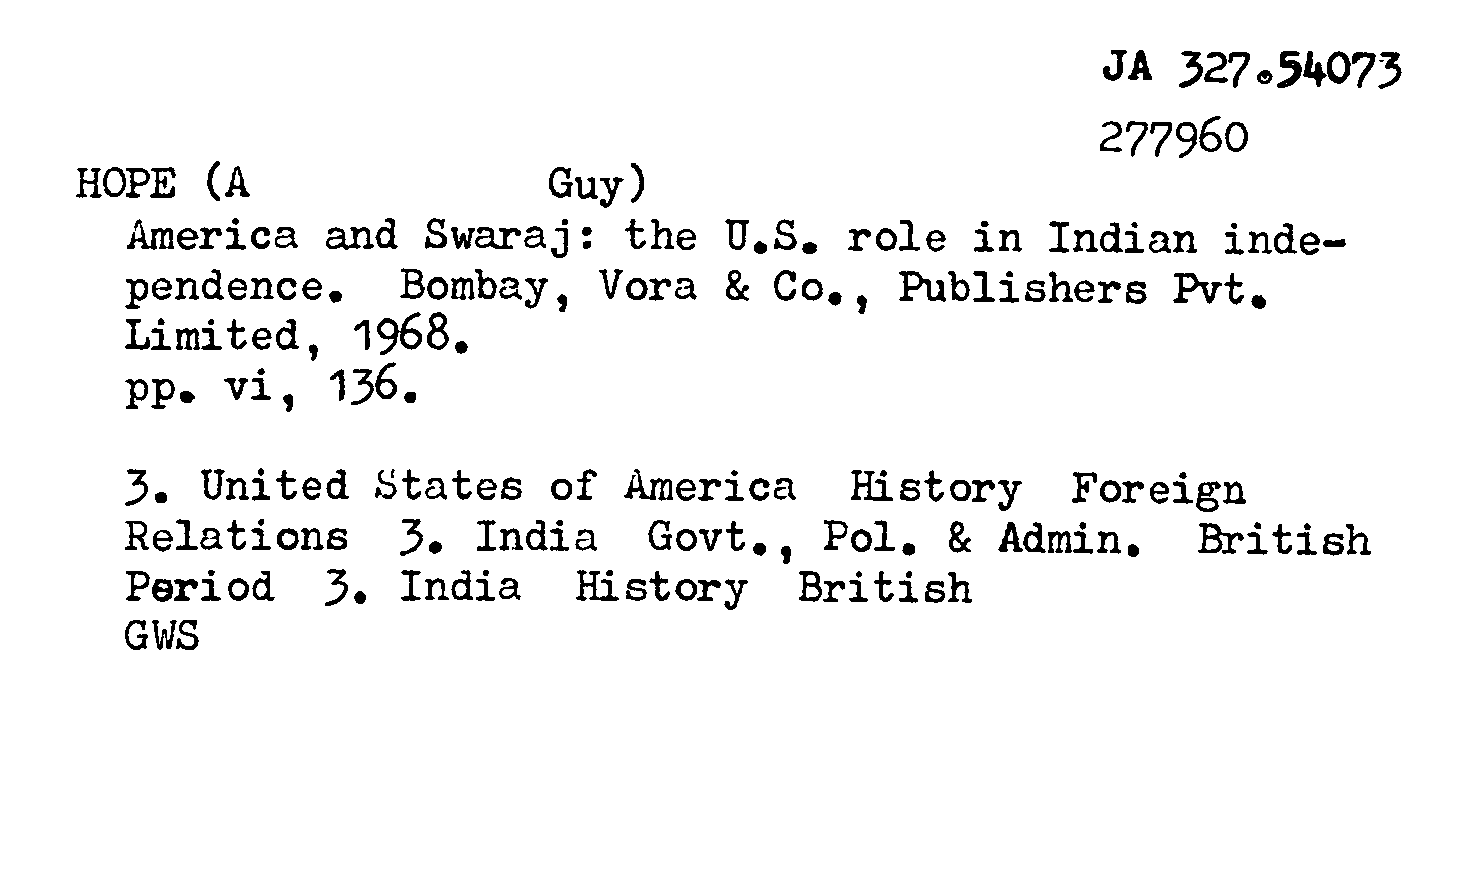 JA 327.54073
277960
HOPE (A Guy)
America and Swaraj: the U.S. role in Indian inde-
pendence. Bombay, Vora & Co., Publishers Pvt.
Limited, 1968.
pp. vi, 136.
3. United States of America History Foreign
Relations 3. India Govt., Pol. & Admin. British
Period 3. India History British
GWS